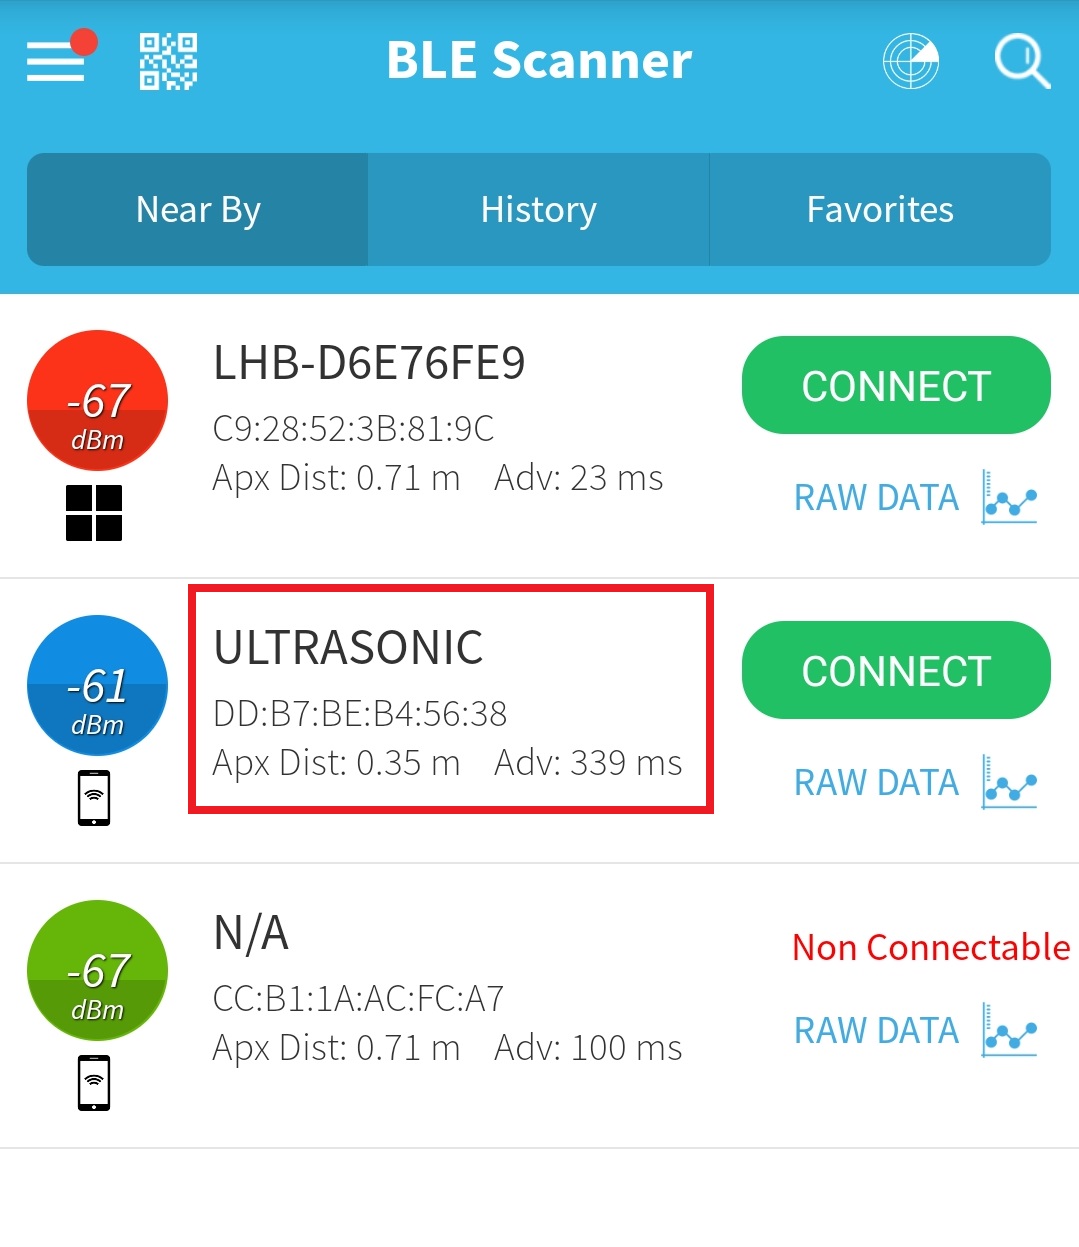 BLE Scanner
Near By History Favorites
-67
dBm
LHB-D6E76FE9
C9:28:52:3B:81:9C
Apx Dist: 0.71 m Adv: 23 ms
CONNECT
RAW DATA
-61
dBm
ULTRASONIC
DD:B7:BE:B4:56:38
Apx Dist: 0.35 m Adv: 339 ms
CONNECT
RAW DATA
-67
dBm
N/A
CC:B1:1A:AC:FC:A7
Apx Dist: 0.71 m Adv: 100 ms
Non Connectable
RAW DATA